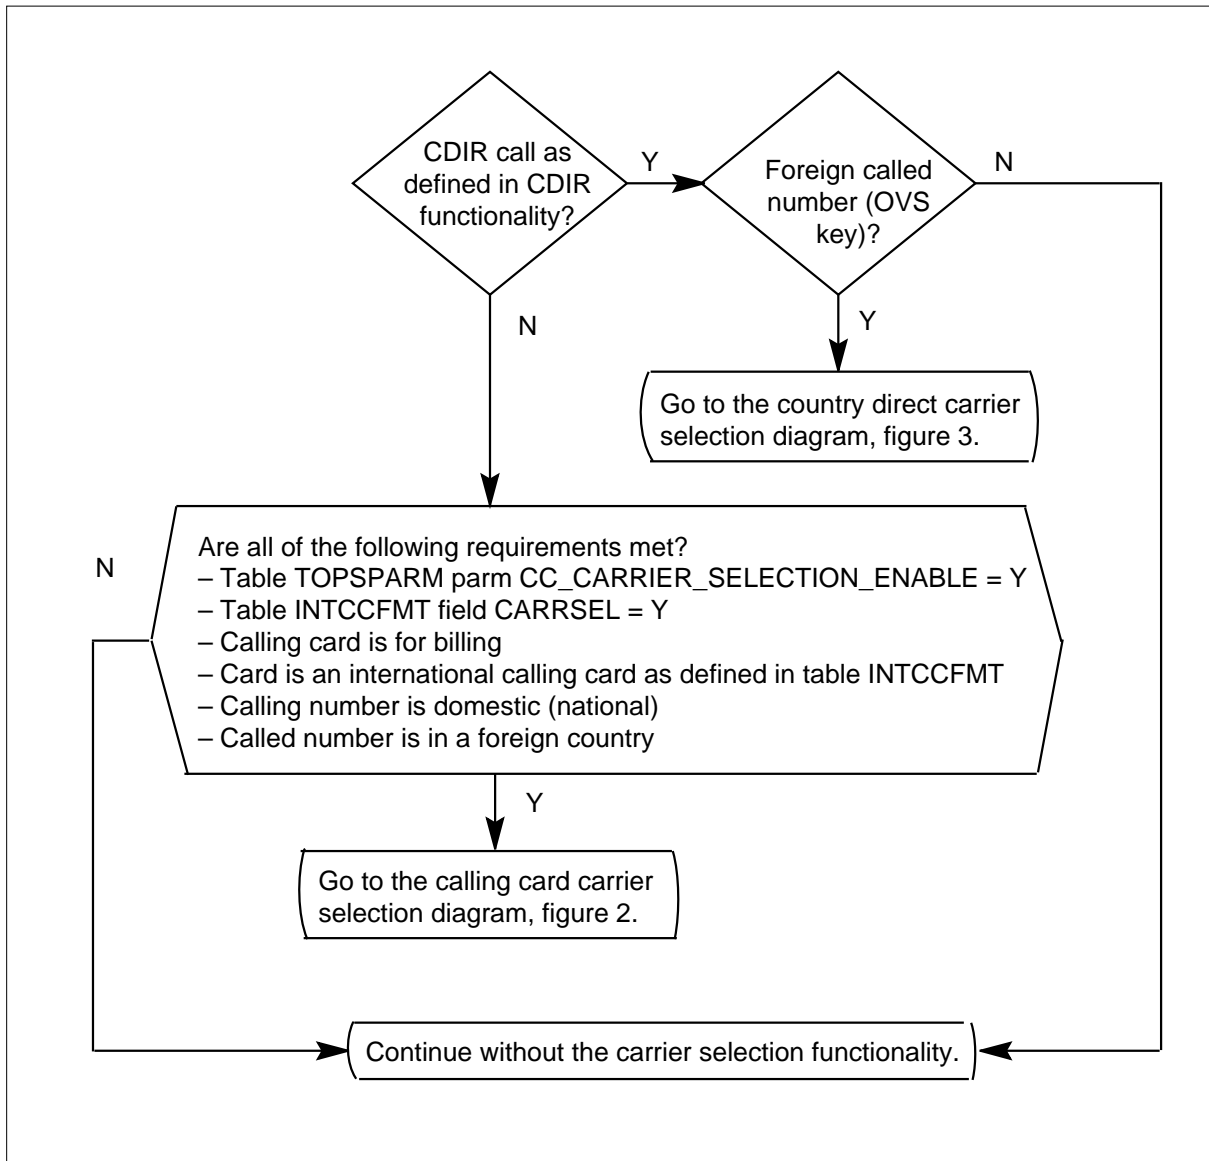 CDIR call as
defined in CDIR
functionality?
Y
Foreign called
number (OVS
key)?
N
N
Y
Go to the country direct carrier
selection diagram, figure 3.
N
Are all of the following requirements met?
– Table TOPSPARM parm CC_CARRIER_SELECTION_ENABLE = Y
– Table INTCCFMT field CARRSEL = Y
– Calling card is for billing
– Card is an international calling card as defined in table INTCCFMT
– Calling number is domestic (national)
– Called number is in a foreign country
Y
Go to the calling card carrier
selection diagram, figure 2.
Continue without the carrier selection functionality.